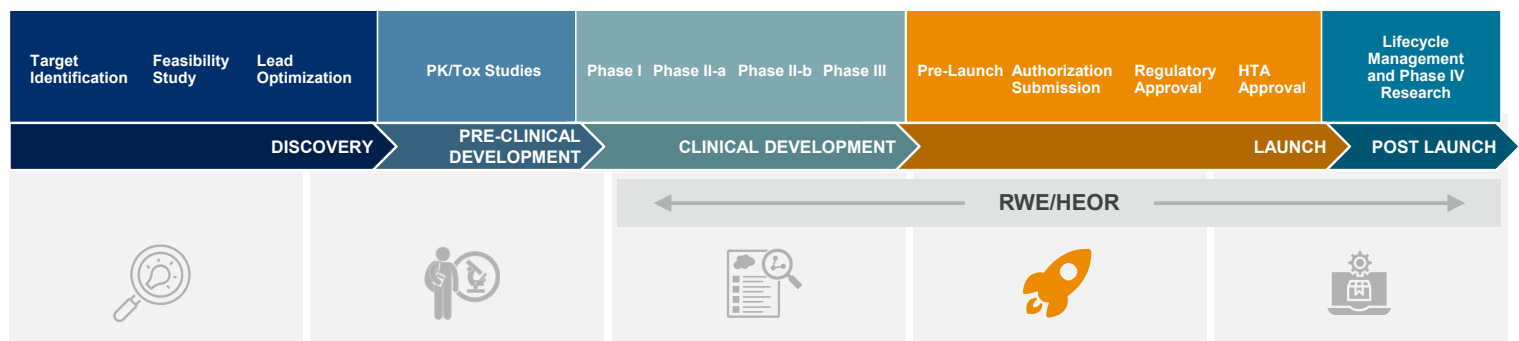 Target
Identification
Feasibility
Study
Lead
Optimization
PK/Tox Studies
Phase I
Phase II-a
Phase II-b
Phase III
Pre-Launch
Authorization
Submission
Regulatory
Approval
HTA
Approval
Lifecycle
Management
and Phase IV
Research
DISCOVERY
PRE-CLINICAL
DEVELOPMENT
CLINICAL DEVELOPMENT
LAUNCH
POST LAUNCH
RWE/HEOR